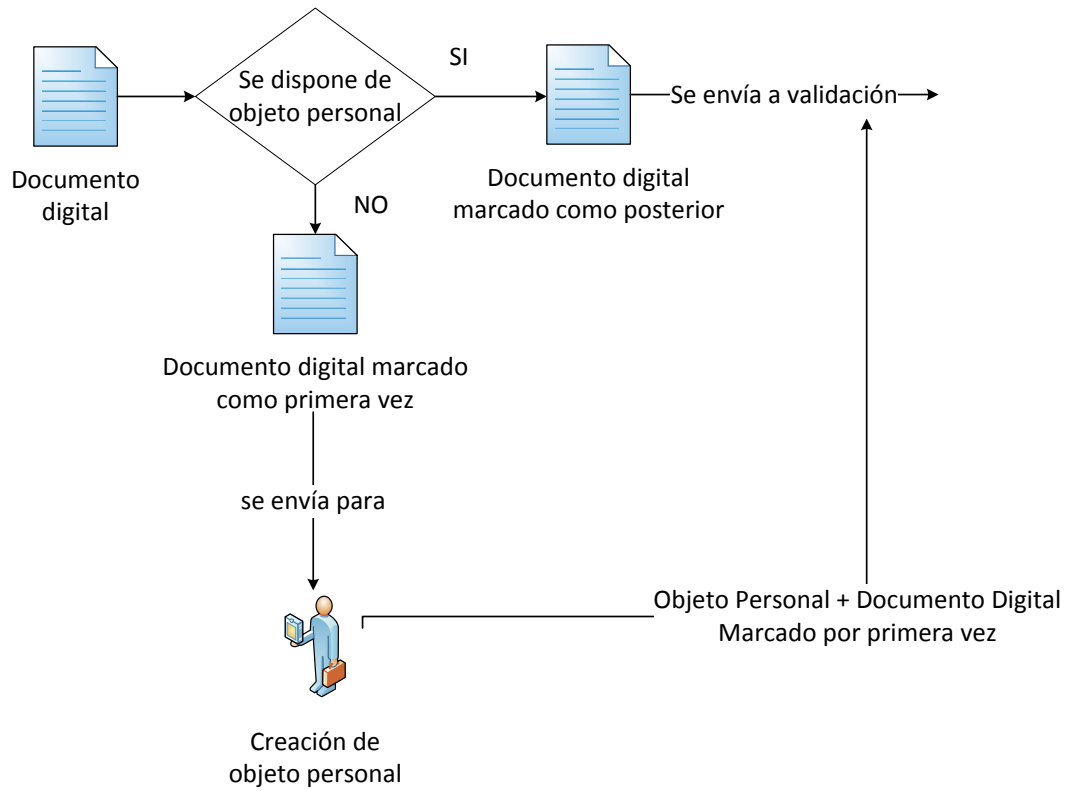 Se dispone de
objeto personal
SI
Se envía a validación
Documento
digital
Documento digital
marcado como posterior
NO
Documento digital marcado
como primera vez
se envía para
Objeto Personal + Documento Digital
Marcado por primera vez
Creación de
objeto personal